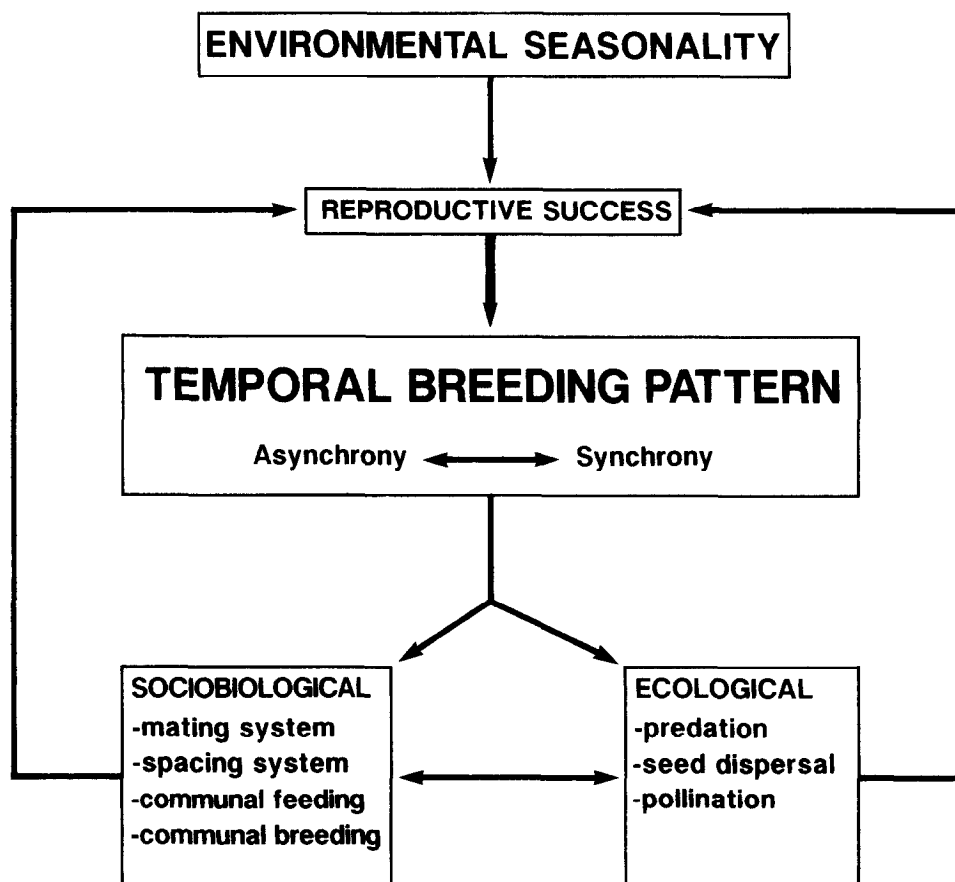 ENVIRONMENTAL SEASONALITY
REPRODUCTIVE SUCCESS
TEMPORAL BREEDING PATTERN
Asynchrony Synchrony
SOCIOBIOLOGICAL
-mating system
-spacing system
-communal feeding
-communal breeding
ECOLOGICAL
-predation
-seed dispersal
-pollination